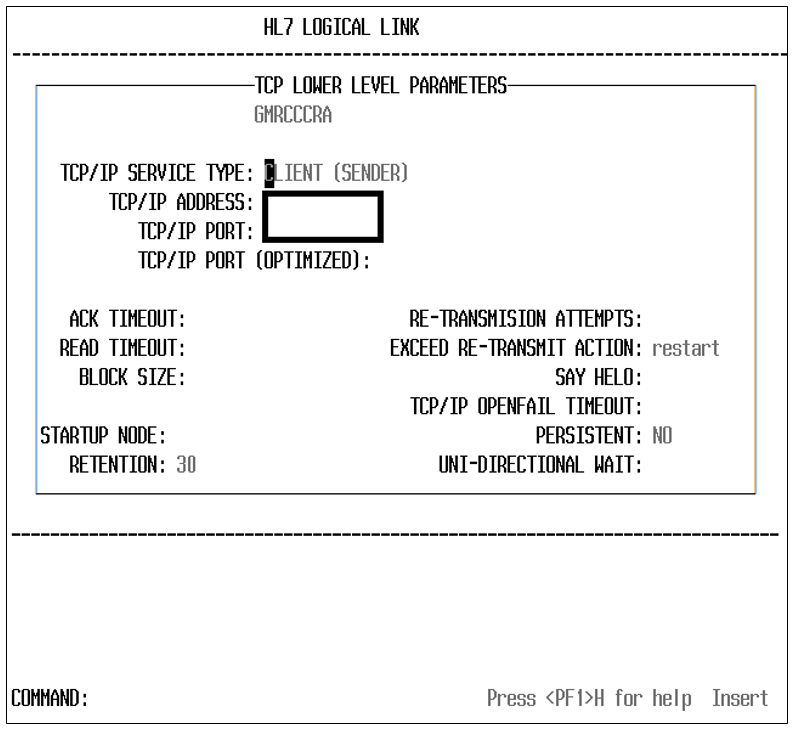 HL7 LOGICAL LINK
TCP LOWER LEVEL PARAMETERS
GMRCCCRA
TCP/IP SERVICE TYPE: CLIENT (SENDER)
TCP/IP ADDRESS:
TCP/IP PORT:
TCP/IP PORT (OPTIMIZED):
ACK TIMEOUT: RE-TRANSMISION ATTEMPTS:
READ TIMEOUT: EXCEED RE-TRANSMIT ACTION: restart
BLOCK SIZE: SAY HELO:
TCP/IP OPENFAIL TIMEOUT:
STARTUP NODE: PERSISTENT: NO
RETENTION: 30 UNI-DIRECTIONAL WAIT:
COMMAND: Press <PF1>H for help Insert